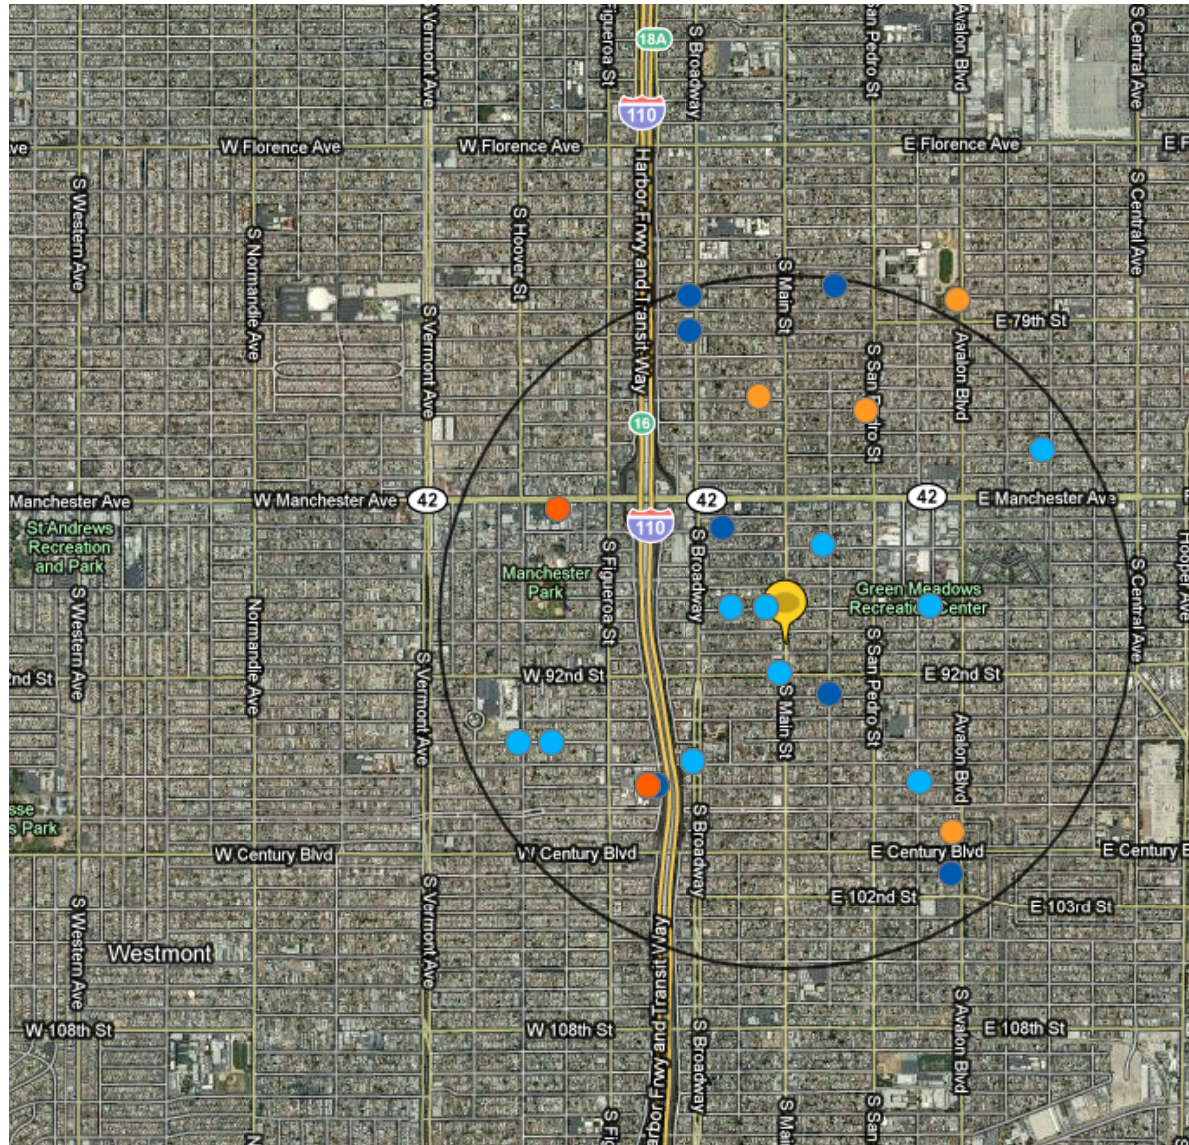 18A
S Vermont Ave
Figueroa St
S Broadway
San Pedro St
Avalon Blvd
S Central Ave
110
ve
W Florence Ave
W Florence Ave
E Florence Ave
E F
Harbor Frwy and Transit Way
S Western Ave
S Normandie Ave
S Hoover St
S Main St
S Central Ave
S Vermont Ave
E 79th St
S San Pedro St
Avalon Blvd
16
Manchester Ave
W Manchester Ave
42
42
42
E Manchester Ave
110
St Andrews
Recreation
and Park
Manchester
Park
S Figueroa St
S Broadway
Green Meadows
Recreation Center
S Central Ave
Hooper Ave
S Western Ave
Normandie Ave
S Vermont Ave
2nd St
W 92nd St
E 92nd St
S Main St
S San Pedro St
Avalon Blvd
sse
s Park
S Broadway
W Century Blvd
W Century Blvd
E Century Blvd
E Century B
S Western Ave
S Vermont Ave
E 102nd St
E 103rd St
Westmont
Harbor Frwy and Transit Way
W 108th St
W 108th St
E 108th St
S Broadway
S Avalon Blvd
N
S Fig
S Main
S San